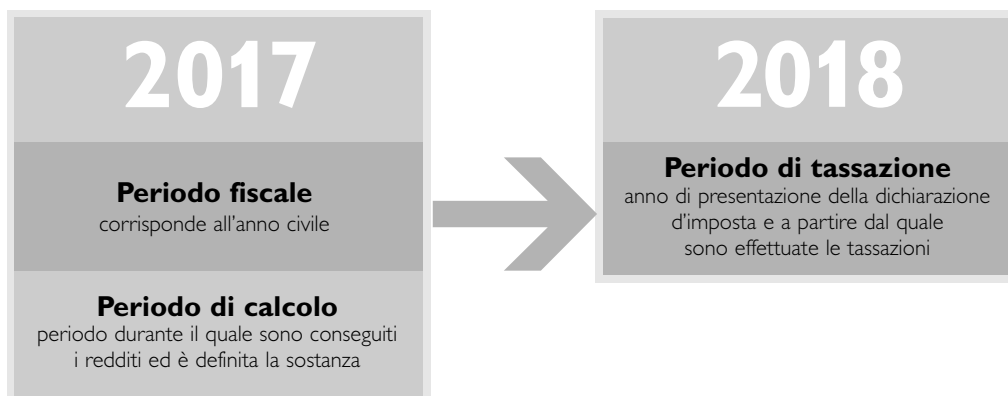 2017
Periodo fiscale
corrisponde all'anno civile
Periodo di calcolo
periodo durante il quale sono conseguiti
i redditi ed è definita la sostanza
2018
Periodo di tassazione
anno di presentazione della dichiarazione
d'imposta e a partire dal quale
sono effettuate le tassazioni